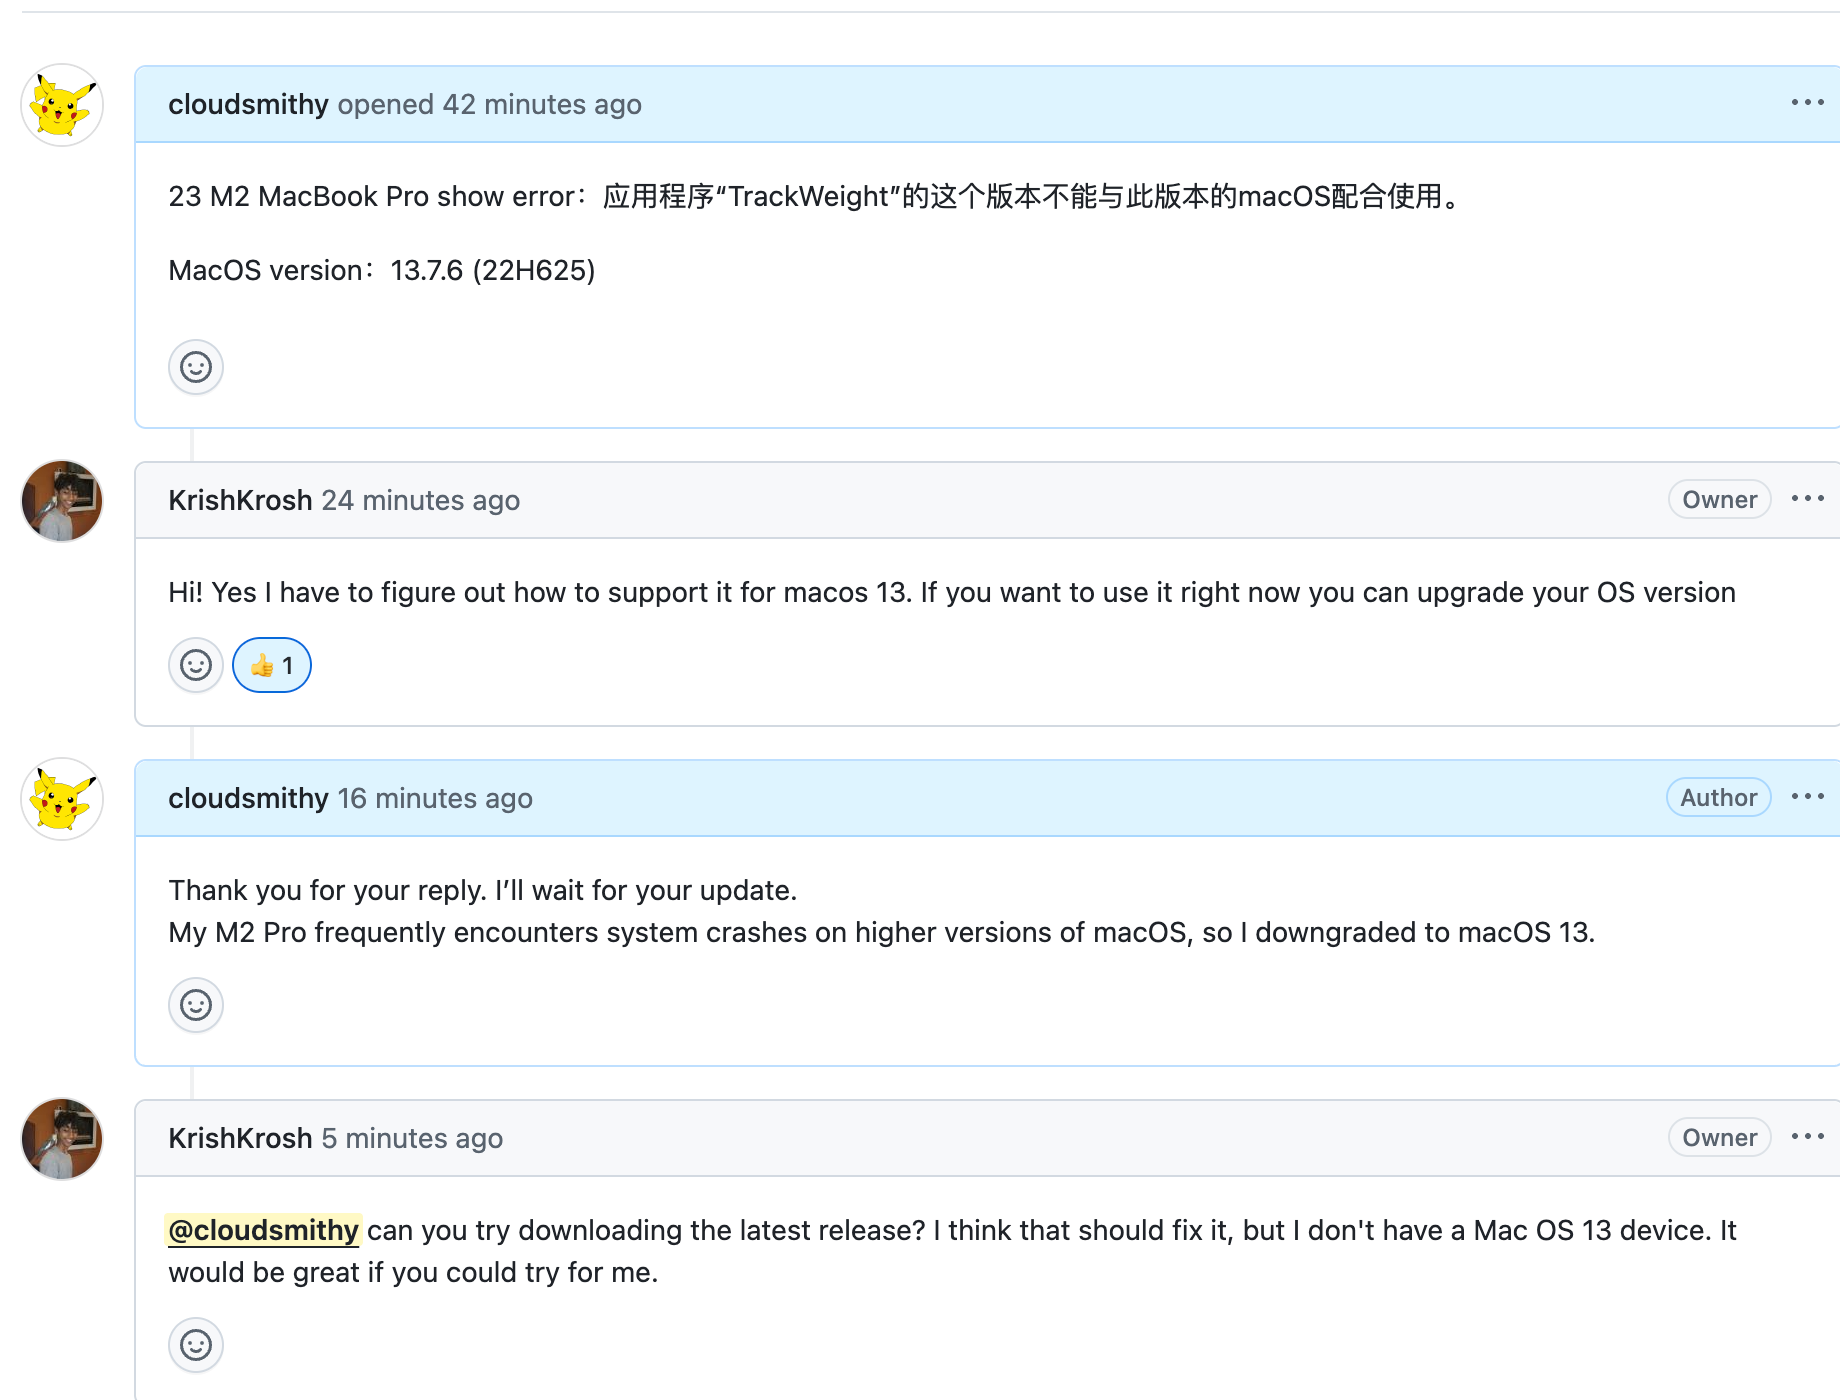 cloudsmithy opened 42 minutes ago
23 M2 MacBook Pro show error：应用程序“TrackWeight”的这个版本不能与此版本的macOS配合使用。
MacOS version：13.7.6 (22H625)
KrishKrosh 24 minutes ago Owner
Hi! Yes I have to figure out how to support it for macos 13. If you want to use it right now you can upgrade your OS version
👍 1
cloudsmithy 16 minutes ago Author
Thank you for your reply. I’ll wait for your update.
My M2 Pro frequently encounters system crashes on higher versions of macOS, so I downgraded to macOS 13.
KrishKrosh 5 minutes ago Owner
@cloudsmithy can you try downloading the latest release? I think that should fix it, but I don't have a Mac OS 13 device. It
would be great if you could try for me.